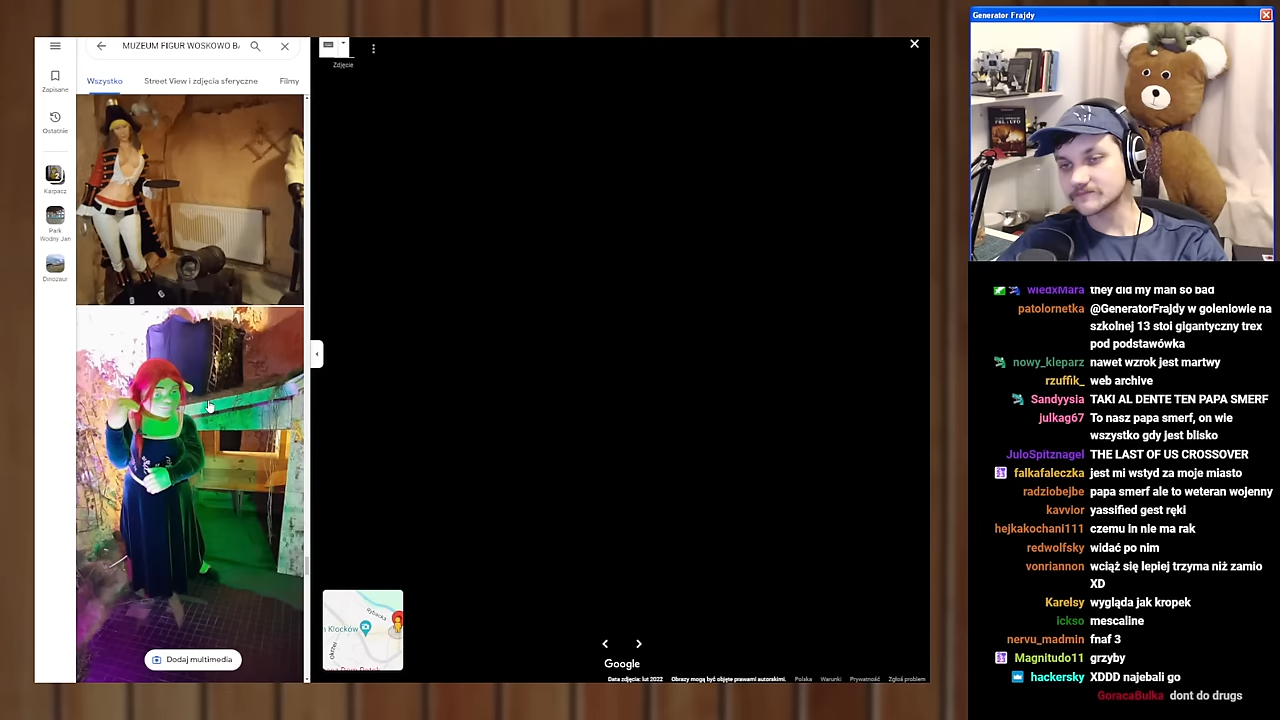 Generator Frajdy
MUZEUM FIGUR WOSKOWO BA
Zdjęcie
Zapisane
Wszystko
Street View i zdjęcia sferyczne
Filmy
Ostatnie
2
Karpacz
Park
Wodny Jan
Dinozaur
Dodaj multimedia
Rybacka
n Klocków
okrzei
Google
Data zdjęcia: lut 2022
Obrazy mogą być objęte prawami autorskimi.
Polska
Warunki
Prywatność
Zgłoś problem
wiedxMara they did my man so bad
patolornetka @GeneratorFrajdy w goleniowie na
szkolnej 13 stoi gigantyczny trex
pod podstawówka
nowy_kleparz nawet wzrok jest martwy
rzuffik_ web archive
Sandyysia TAKI AL DENTE TEN PAPA SMERF
julkag67 To nasz papa smerf, on wie
wszystko gdy jest blisko
JuloSpitznagel THE LAST OF US CROSSOVER
falkafaleczka jest mi wstyd za moje miasto
radziobejbe papa smerf ale to weteran wojenny
kavvior yassified gest ręki
hejkakochani111 czemu in nie ma rak
redwolfsky widać po nim
vonriannon wciąż się lepiej trzyma niż zamio
XD
Karelsy wygląda jak kropek
ickso mescaline
nervu_madmin fnaf 3
Magnitudo11 grzyby
hackersky XDDD najebali go
GoracaBulka dont do drugs